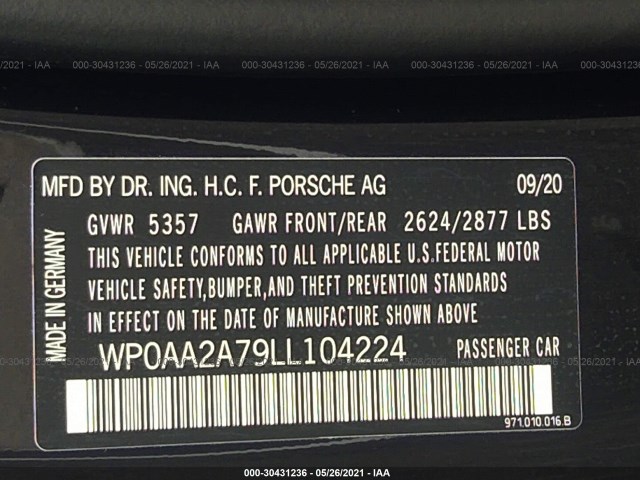 000-30431236 • 05/26/2021 - IAA
MFD BY DR. ING. H.C. F. PORSCHE AG 09/20
GVWR 5357 GAWR FRONT/REAR 2624/2877 LBS
THIS VEHICLE CONFORMS TO ALL APPLICABLE U.S.FEDERAL MOTOR
VEHICLE SAFETY,BUMPER,AND THEFT PREVENTION STANDARDS
IN EFFECT ON THE DATE OF MANUFACTURE SHOWN ABOVE
MADE IN GERMANY
WP0AA2A79LL104224 PASSENGER CAR
971.010.016.B
000-30431236 - 05/26/2021 - IAA